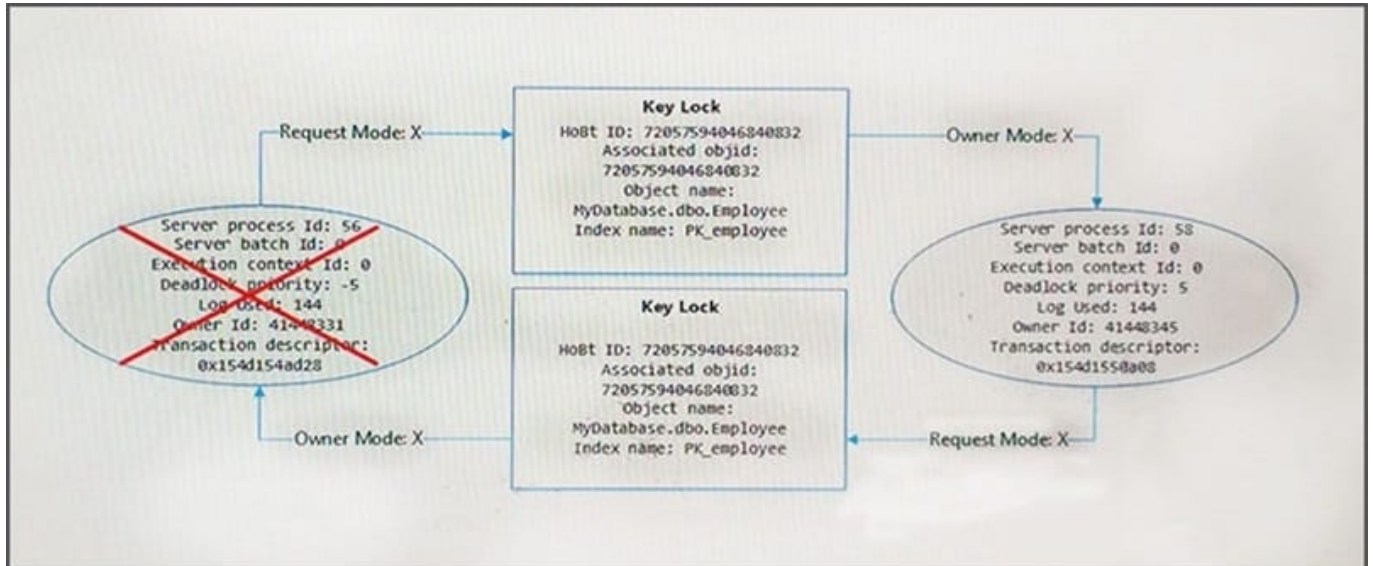 Request Mode: X
Key Lock
HoBt ID: 72057594046840832
Associated objid:
72057594046840832
Object name:
MyDatabase.dbo.Employee
Index name: PK_employee
Owner Mode: X
Server process Id: 56
Server batch Id: 0
Execution context Id: 0
Deadlock priority: -5
Log Used: 144
Owner Id: 41448331
Transaction descriptor:
0x154d154ad28
Server process Id: 58
Server batch Id: 0
Execution context Id: 0
Deadlock priority: 5
Log Used: 144
Owner Id: 41448345
Transaction descriptor:
Key Lock
HoBt ID: 72057594046840832
Associated objid:
72057594046840832
Object name:
MyDatabase.dbo.Employee
Index name: PK_employee
Owner Mode: X
Request Mode: X